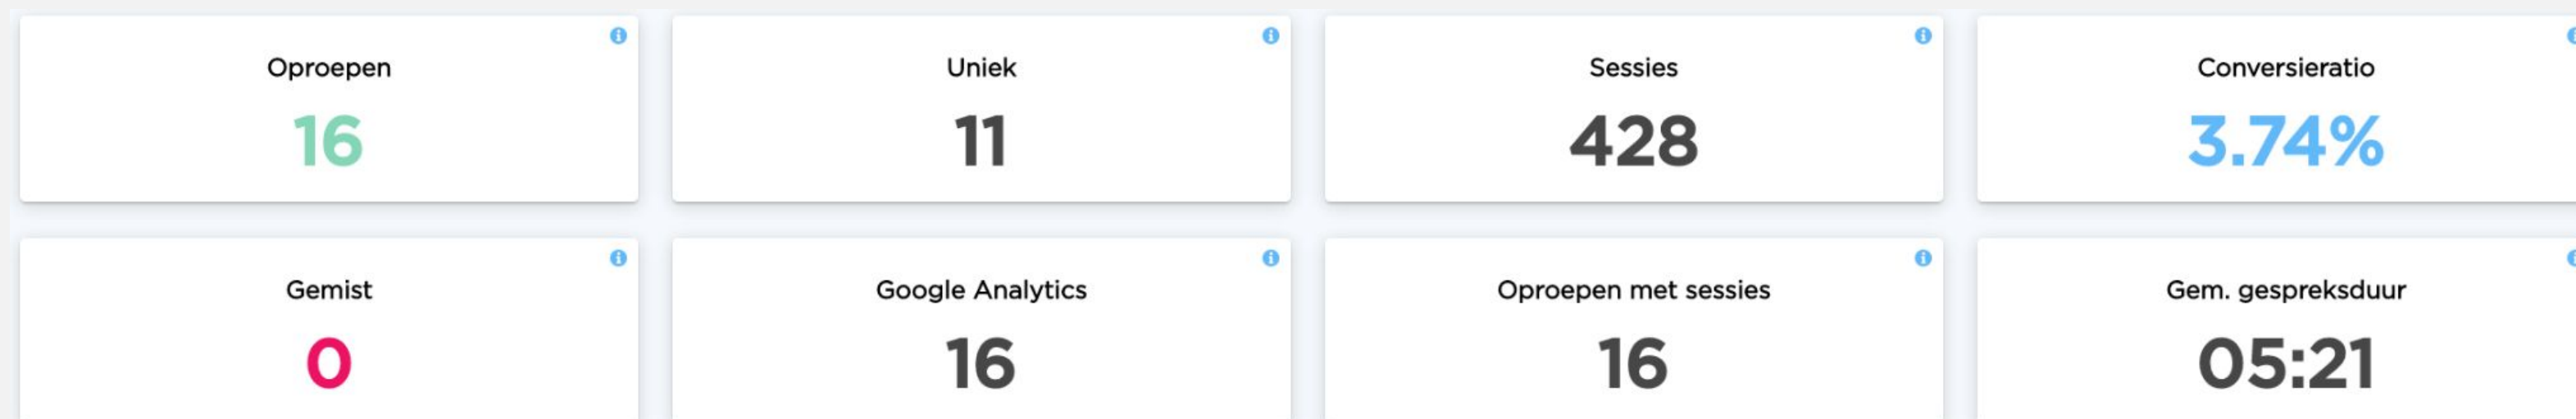 Oproepen
16
Uniek
11
Sessies
428
Conversieratio
3.74%
Gemist
0
Google Analytics
16
Oproepen met sessies
16
Gem. gespreksduur
05:21